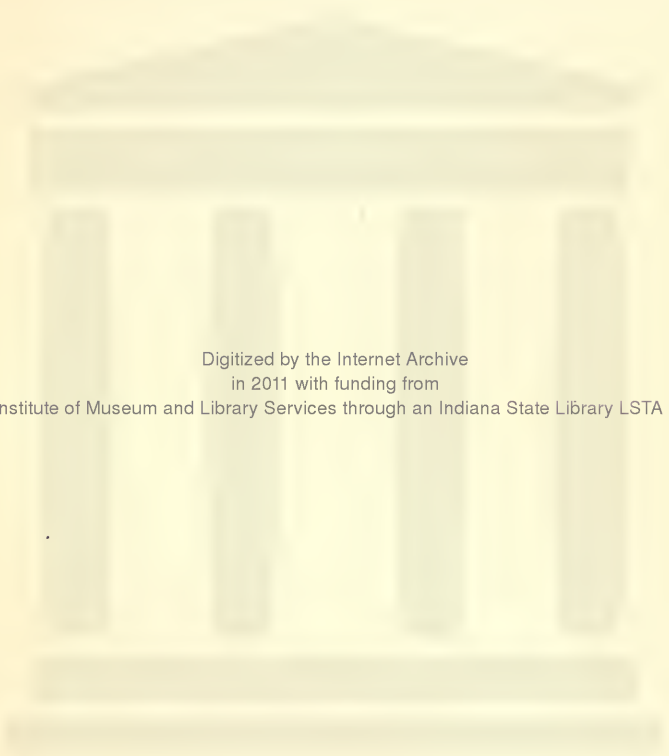 Digitized by the Internet Archive
in 2011 with funding from
nstitute of Museum and Library Services through an Indiana State Library LSTA